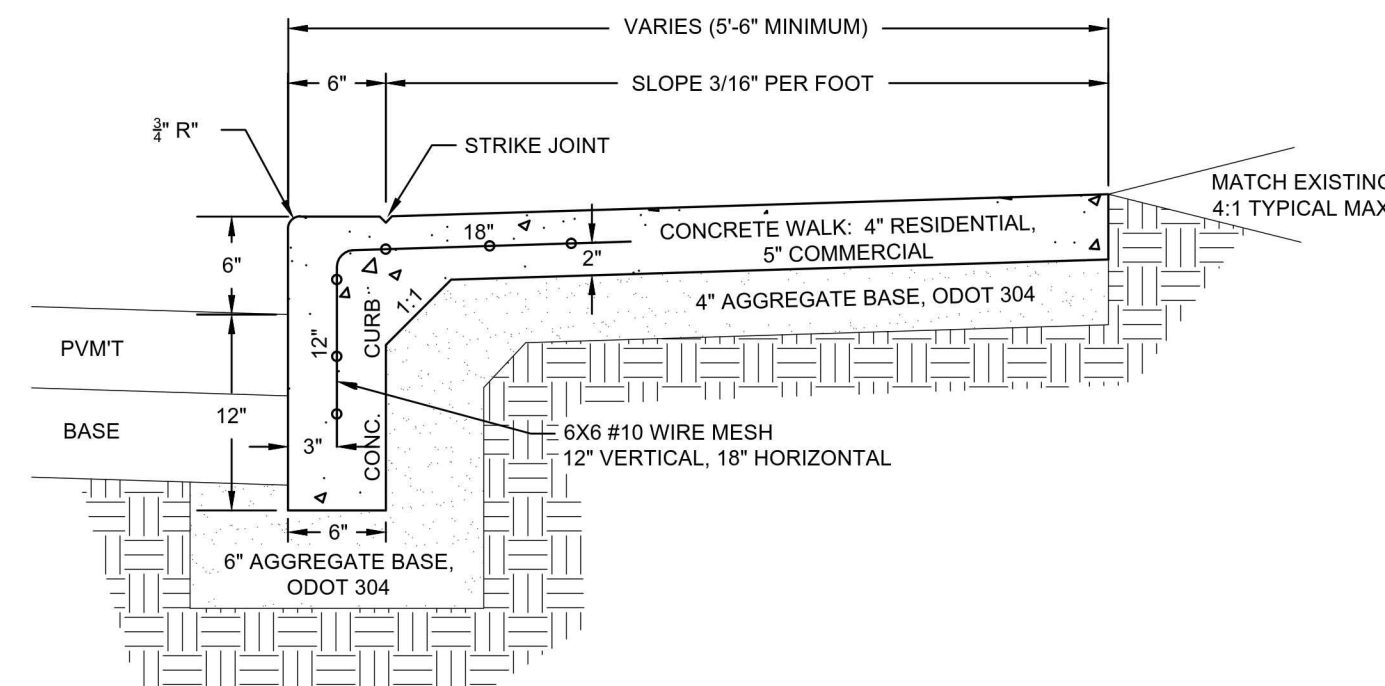 VARIES (5'-6" MINIMUM)
6"
SLOPE 3/16" PER FOOT
¾" R"
STRIKE JOINT
MATCH EXISTING
4:1 TYPICAL MAX
18"
CONCRETE WALK: 4" RESIDENTIAL,
5" COMMERCIAL
6"
2"
1:1
4" AGGREGATE BASE, ODOT 304
12"
CONC. CURB
PVM'T
12"
BASE
3"
6X6 #10 WIRE MESH
12" VERTICAL, 18" HORIZONTAL
6"
6" AGGREGATE BASE,
ODOT 304